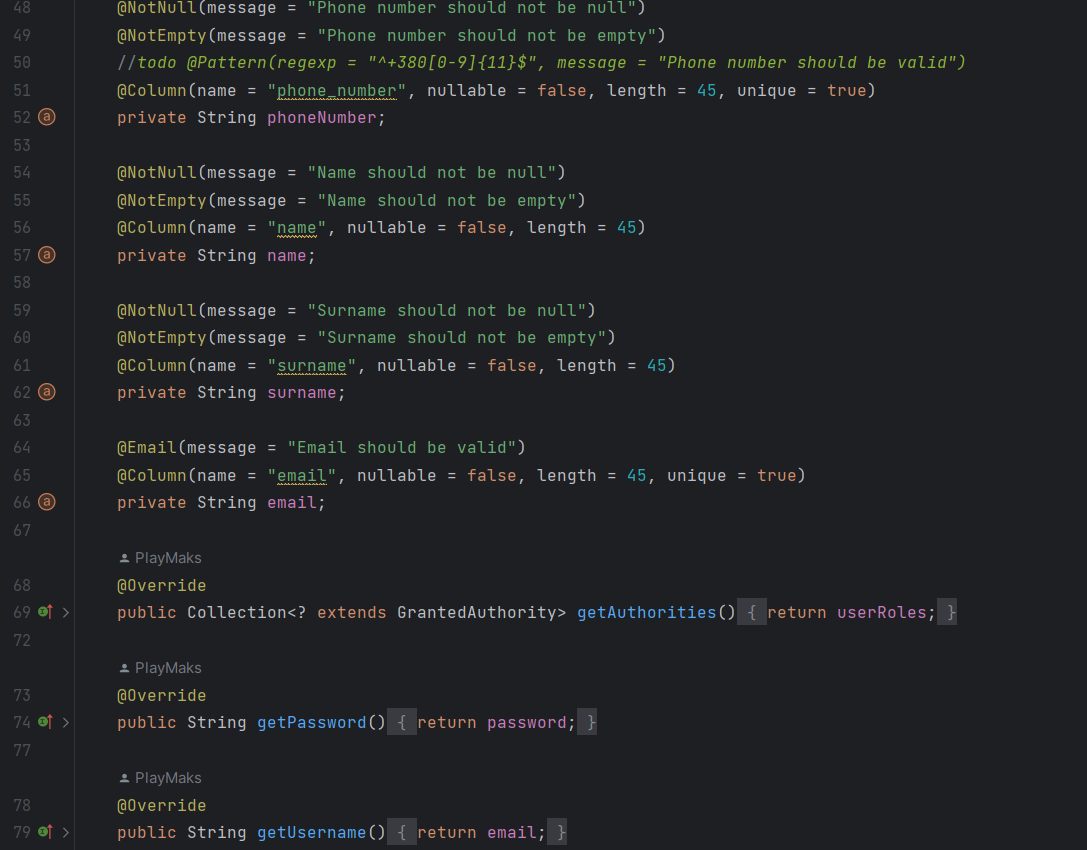 48 @NotNull(message = "Phone number should not be null")
49 @NotEmpty(message = "Phone number should not be empty")
50 //todo @Pattern(regexp = "^+380[0-9]{11}$", message = "Phone number should be valid")
51 @Column(name = "phone_number", nullable = false, length = 45, unique = true)
52 a private String phoneNumber;
53
54 @NotNull(message = "Name should not be null")
55 @NotEmpty(message = "Name should not be empty")
56 @Column(name = "name", nullable = false, length = 45)
57 a private String name;
58
59 @NotNull(message = "Surname should not be null")
60 @NotEmpty(message = "Surname should not be empty")
61 @Column(name = "surname", nullable = false, length = 45)
62 a private String surname;
63
64 @Email(message = "Email should be valid")
65 @Column(name = "email", nullable = false, length = 45, unique = true)
66 a private String email;
67
PlayMaks
68 @Override
69 public Collection<? extends GrantedAuthority> getAuthorities() { return userRoles; }
72
PlayMaks
73 @Override
74 public String getPassword() { return password; }
77
PlayMaks
78 @Override
79 public String getUsername() { return email; }